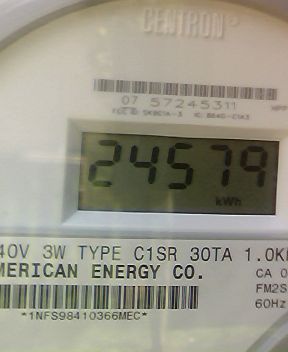 CENTRON®
07 57245311
24579
kWh
40V 3W TYPE C1SR 30TA 1.0K
MERICAN ENERGY CO.
CA 0
FM2S
60Hz
*1NFS98410366MEC*